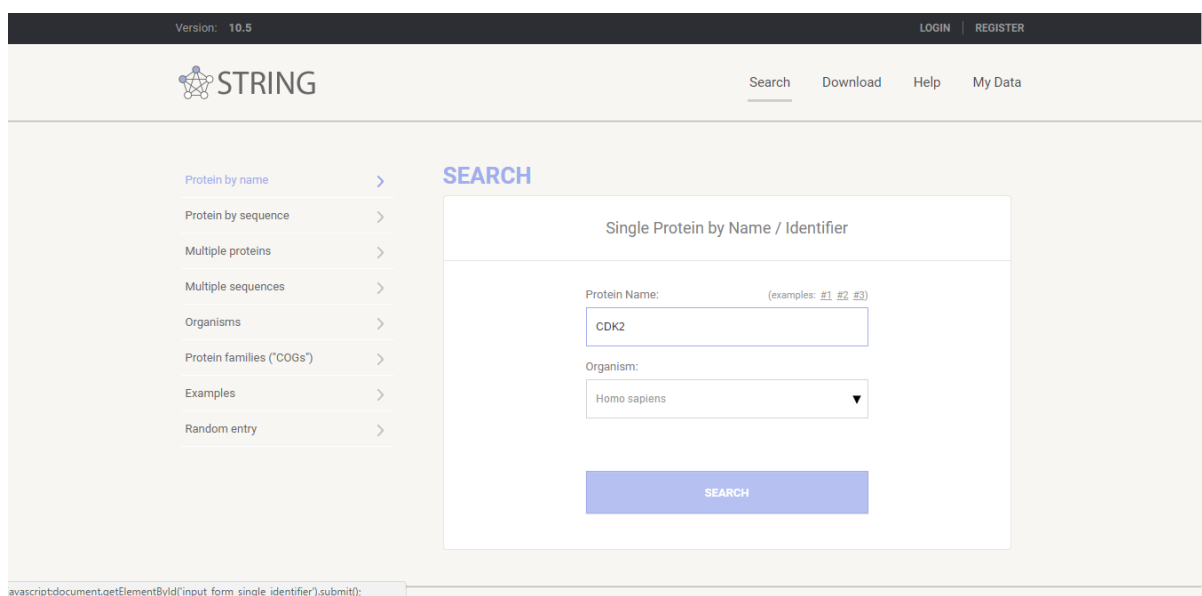 Version: 10.5 LOGIN REGISTER
STRING Search Download Help My Data
Protein by name
Protein by sequence
Multiple proteins
Multiple sequences
Organisms
Protein families ("COGs")
Examples
Random entry
SEARCH
Single Protein by Name / Identifier
Protein Name: (examples: #1 #2 #3)
CDK2
Organism:
Homo sapiens ▼
SEARCH
avascript:document.getElementById('input_form_single_identifier').submit();